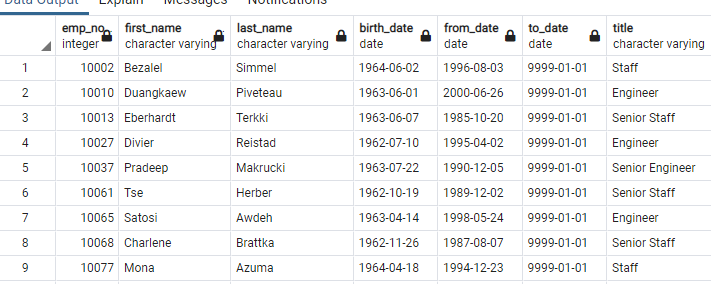 Data Output Explain Messages Notifications
emp_no first_name last_name birth_date from_date to_date title
integer character varying character varying date date date character varying
1 10002 Bezalel Simmel 1964-06-02 1996-08-03 9999-01-01 Staff
2 10010 Duangkaew Piveteau 1963-06-01 2000-06-26 9999-01-01 Engineer
3 10013 Eberhardt Terkki 1963-06-07 1985-10-20 9999-01-01 Senior Staff
4 10027 Divier Reistad 1962-07-10 1995-04-02 9999-01-01 Engineer
5 10037 Pradeep Makrucki 1963-07-22 1990-12-05 9999-01-01 Senior Engineer
6 10061 Tse Herber 1962-10-19 1989-12-02 9999-01-01 Senior Staff
7 10065 Satosi Awdeh 1963-04-14 1998-05-24 9999-01-01 Engineer
8 10068 Charlene Brattka 1962-11-26 1987-08-07 9999-01-01 Senior Staff
9 10077 Mona Azuma 1964-04-18 1994-12-23 9999-01-01 Staff